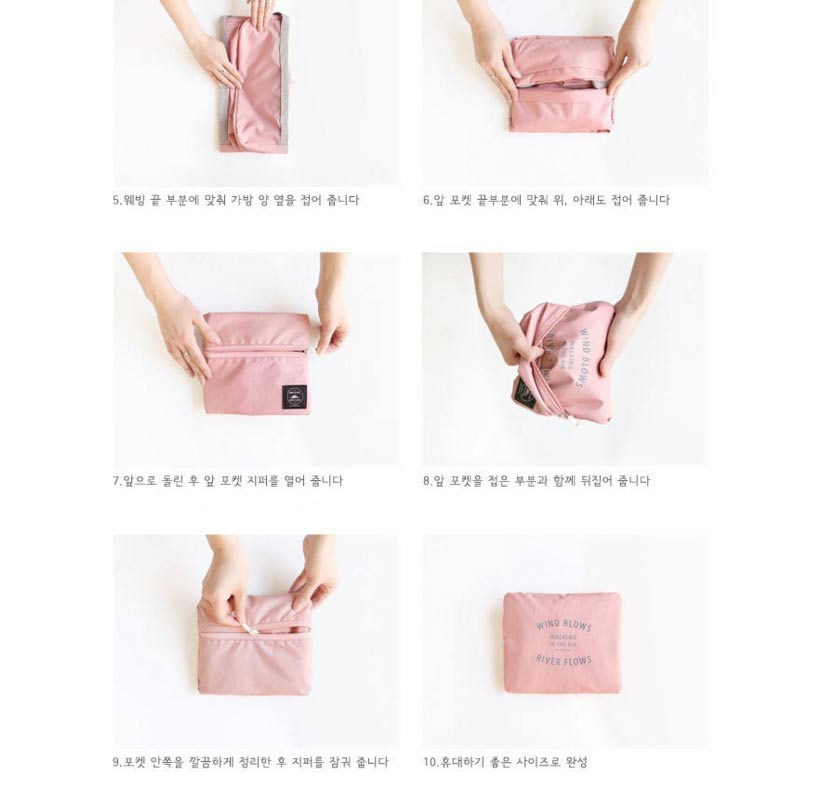 5.웨빙 끝 부분에 맞춰 가방 양 옆을 접어 줍니다
6.앞 포켓 끝부분에 맞춰 위, 아래도 접어 줍니다
7.앞으로 돌린 후 앞 포켓 지퍼를 열어 줍니다
WIND BLOWS
WALKING
IN THE AIR
8.앞 포켓을 접은 부분과 함께 뒤집어 줍니다
9.포켓 안쪽을 깔끔하게 정리한 후 지퍼를 잠궈 줍니다
WIND BLOWS
WALKING
IN THE AIR
RIVER FLOWS
10.휴대하기 좋은 사이즈로 완성